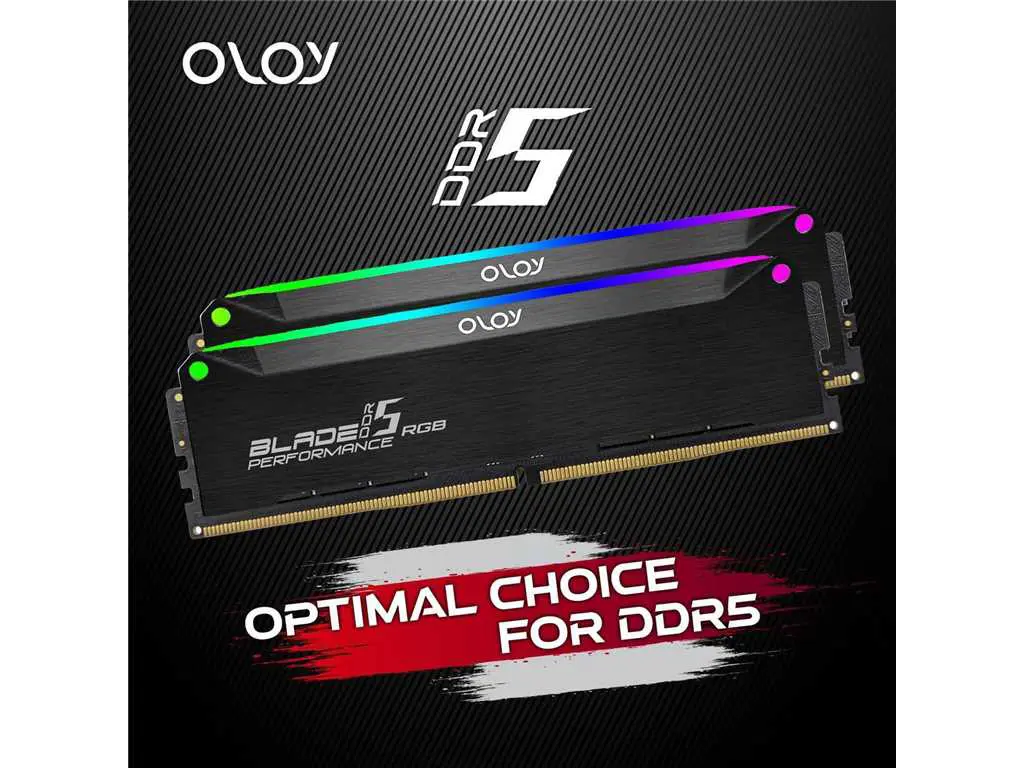 OLOY
DDR5
OLOY
OLOY
BLADE DDR5 RGB
PERFORMANCE
OPTIMAL CHOICE
FOR DDR5